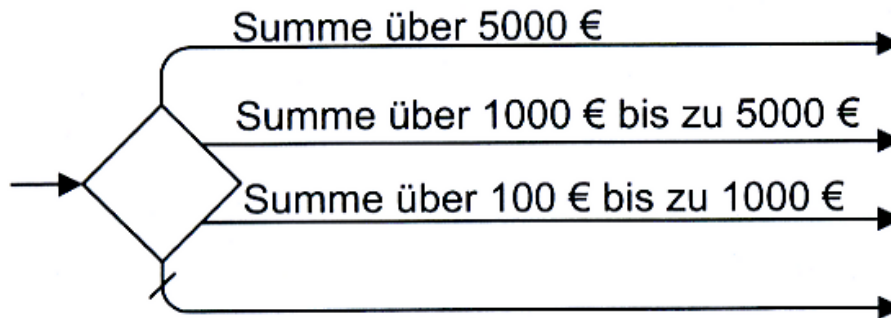 Summe über 5000 €
Summe über 1000 € bis zu 5000 €
Summe über 100 € bis zu 1000 €